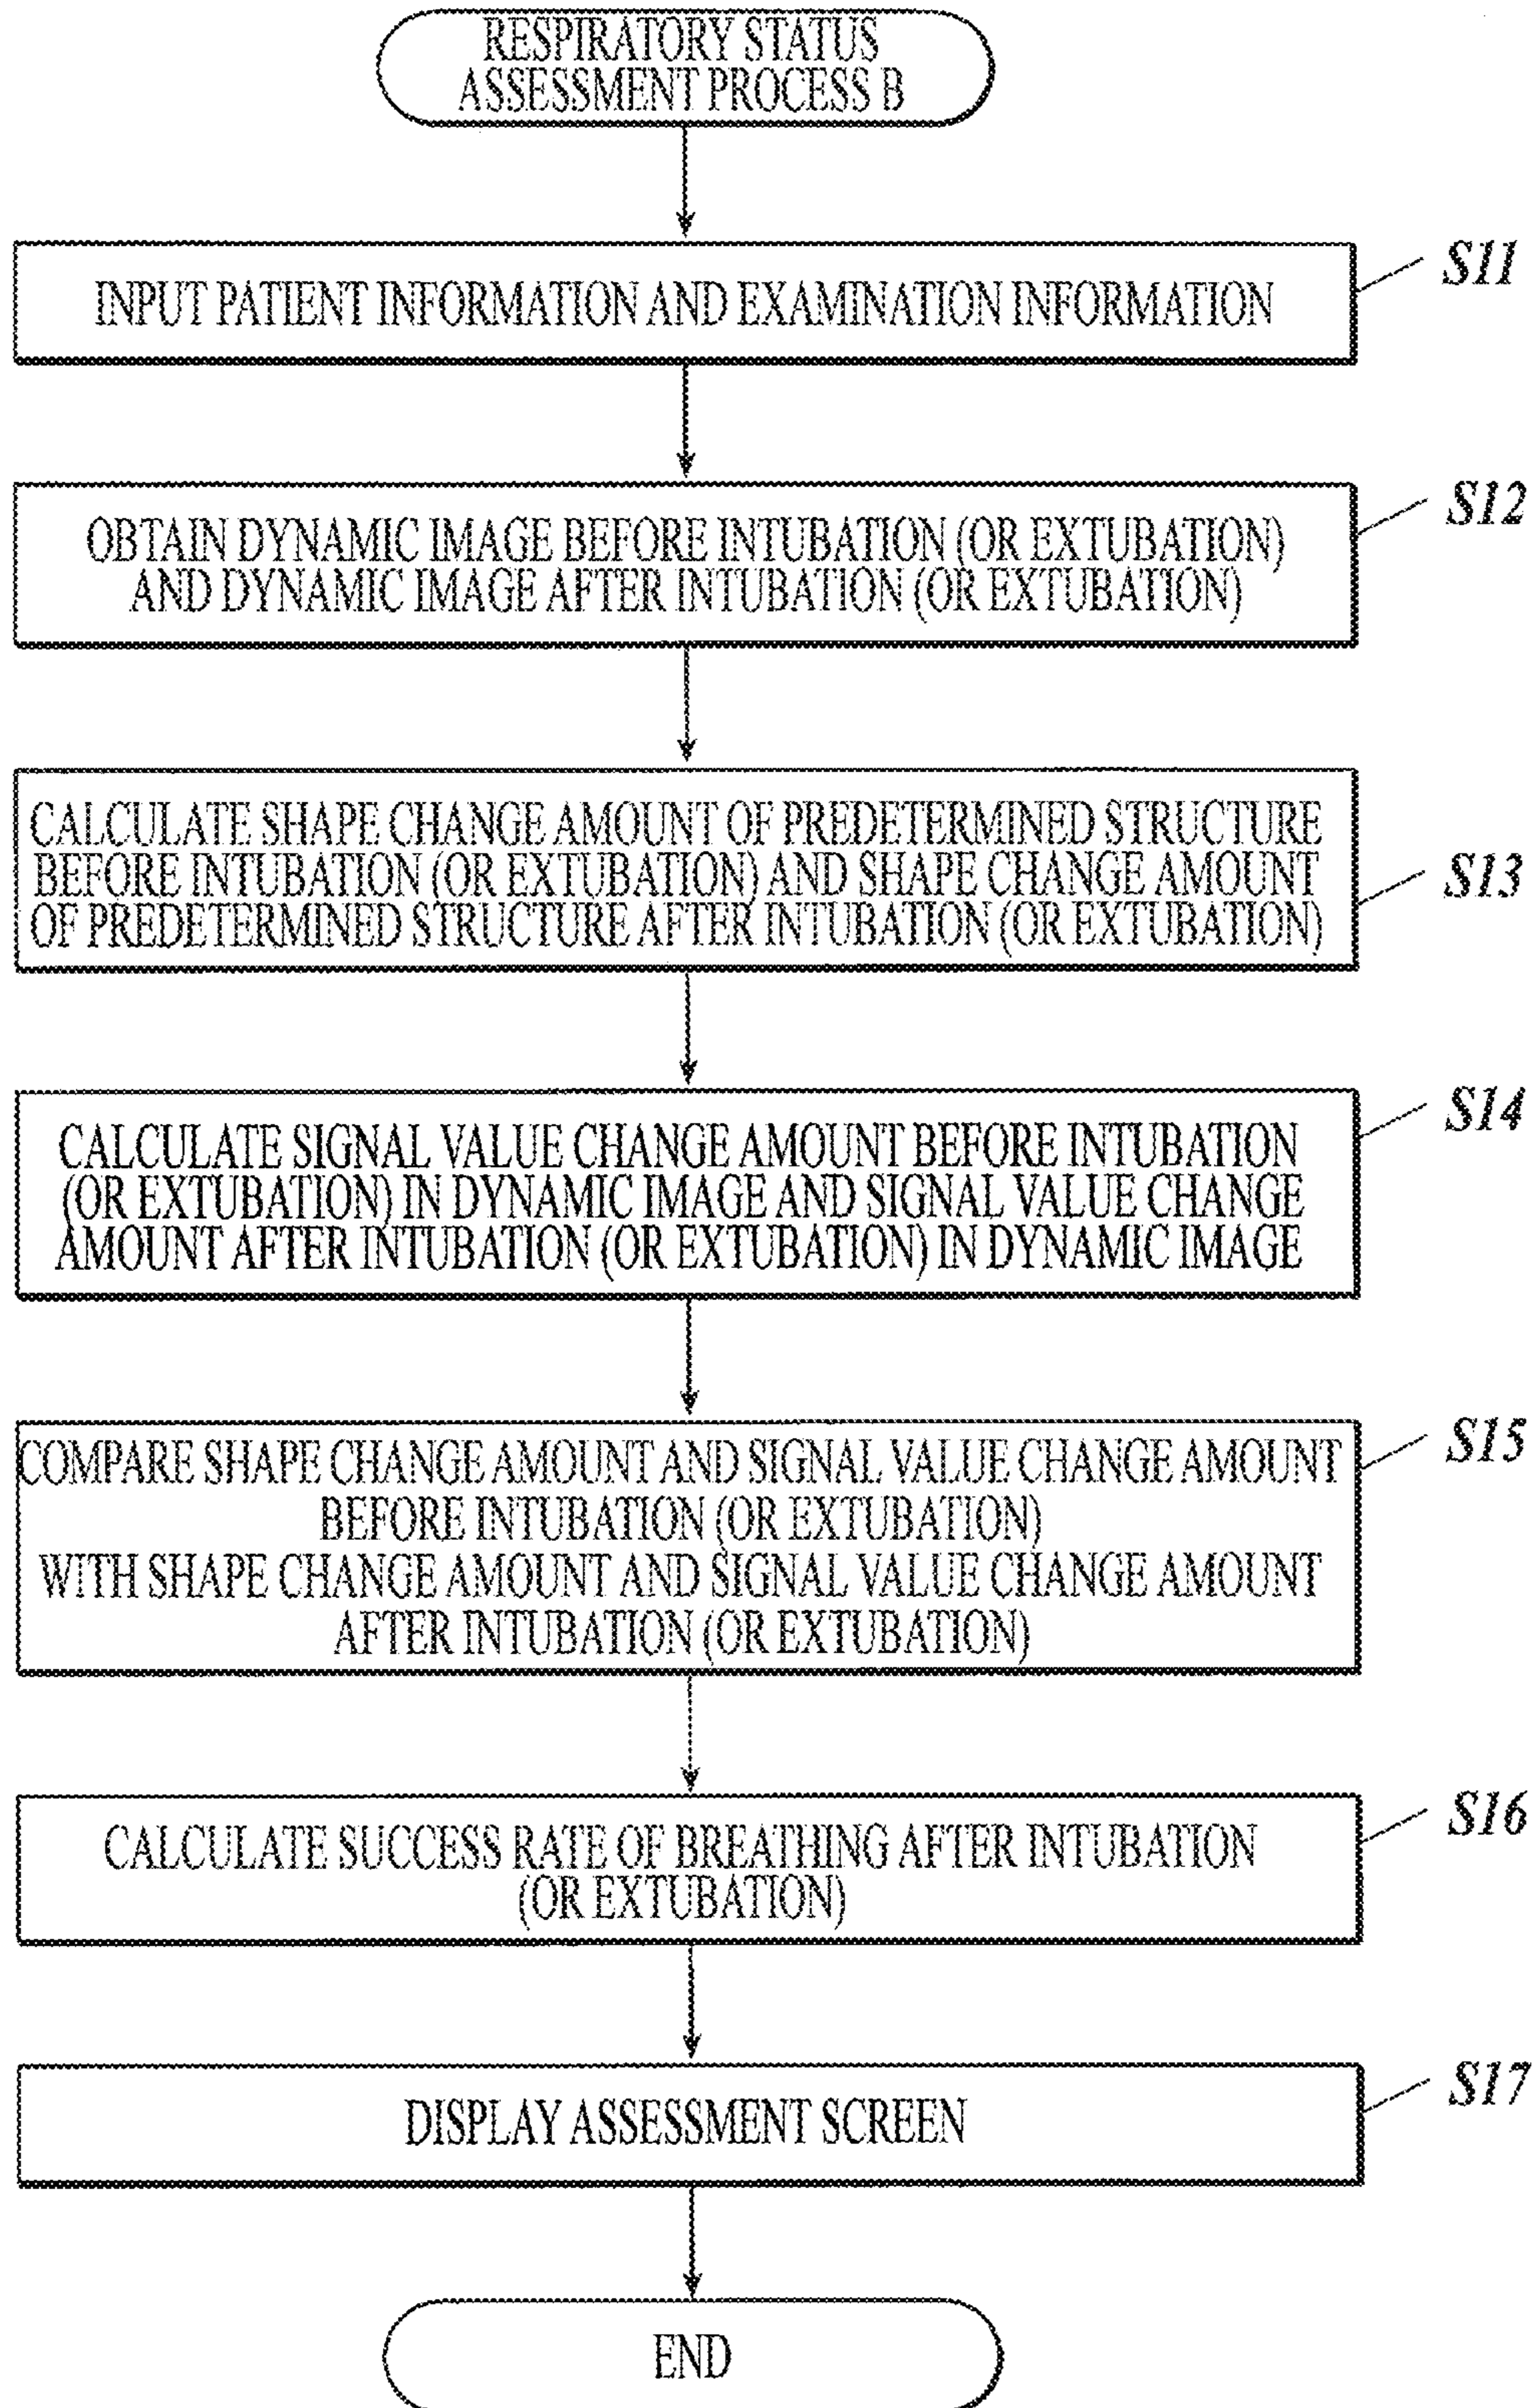 RESPIRATORY STATUS
ASSESSMENT PROCESS B
S11
INPUT PATIENT INFORMATION AND EXAMINATION INFORMATION
S12
OBTAIN DYNAMIC IMAGE BEFORE INTUBATION (OR EXTUBATION)
AND DYNAMIC IMAGE AFTER INTUBATION (OR EXTUBATION)
S13
CALCULATE SHAPE CHANGE AMOUNT OF PREDETERMINED STRUCTURE
BEFORE INTUBATION (OR EXTUBATION) AND SHAPE CHANGE AMOUNT
OF PREDETERMINED STRUCTURE AFTER INTUBATION (OR EXTUBATION)
S14
CALCULATE SIGNAL VALUE CHANGE AMOUNT BEFORE INTUBATION
(OR EXTUBATION) IN DYNAMIC IMAGE AND SIGNAL VALUE CHANGE
AMOUNT AFTER INTUBATION (OR EXTUBATION) IN DYNAMIC IMAGE
S15
COMPARE SHAPE CHANGE AMOUNT AND SIGNAL VALUE CHANGE AMOUNT
BEFORE INTUBATION (OR EXTUBATION)
WITH SHAPE CHANGE AMOUNT AND SIGNAL VALUE CHANGE AMOUNT
AFTER INTUBATION (OR EXTUBATION)
S16
CALCULATE SUCCESS RATE OF BREATHING AFTER INTUBATION
(OR EXTUBATION)
S17
DISPLAY ASSESSMENT SCREEN
END